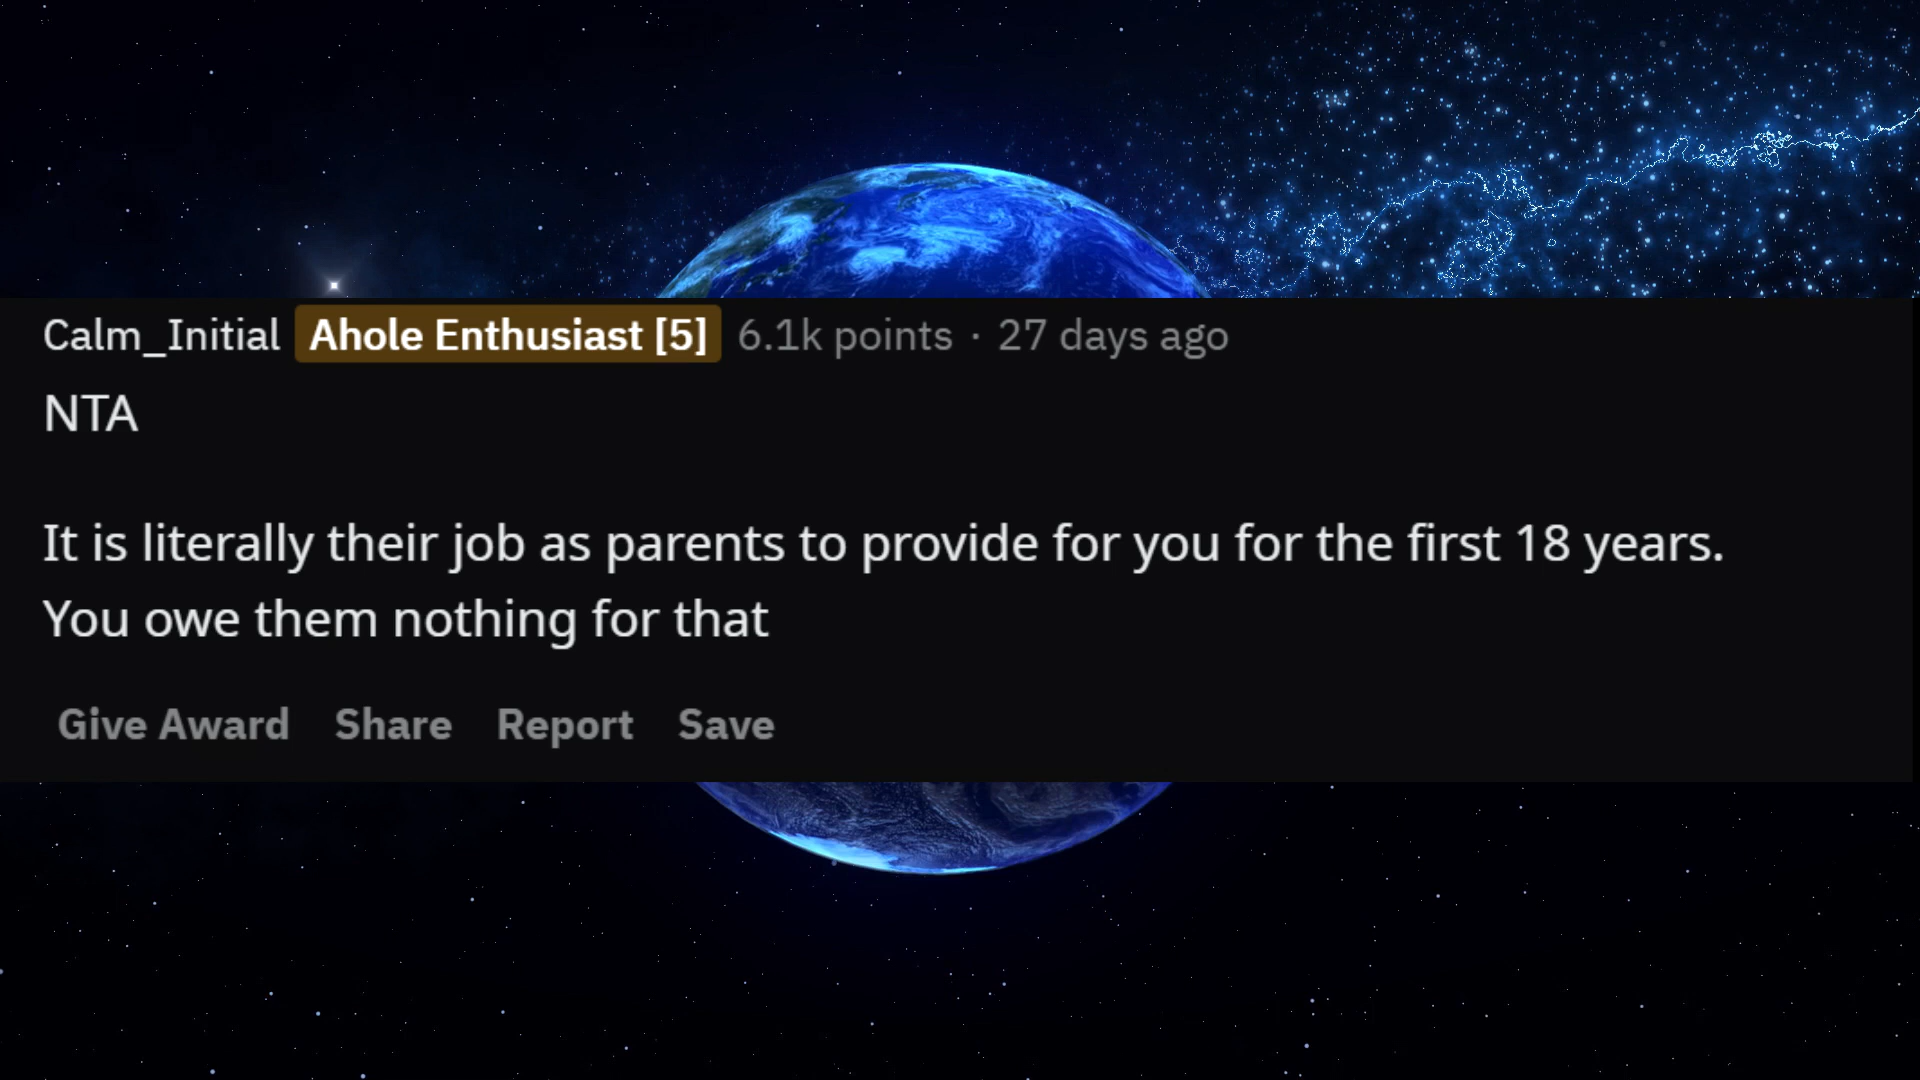 Calm_Initial Ahole Enthusiast [5] 6.1k points · 27 days ago
NTA
It is literally their job as parents to provide for you for the first 18 years.
You owe them nothing for that
Give Award Share Report Save